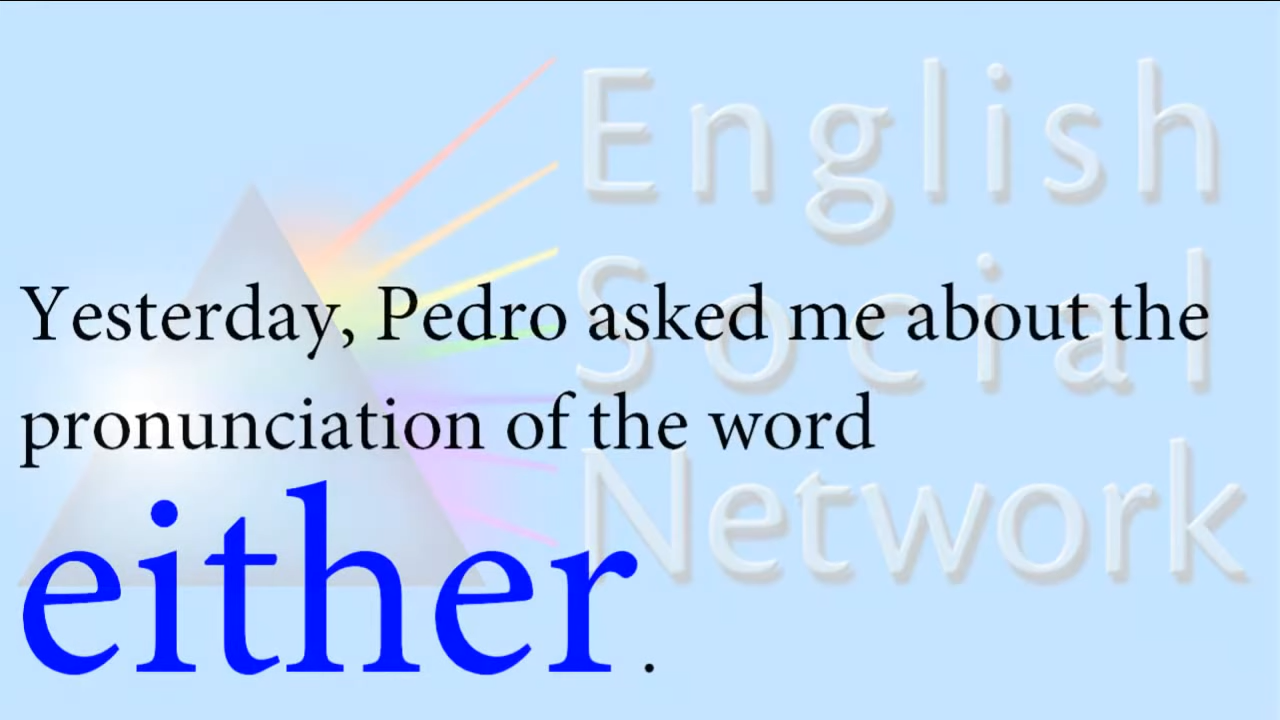 English
Social
Network
Yesterday, Pedro asked me about the
pronunciation of the word
either.